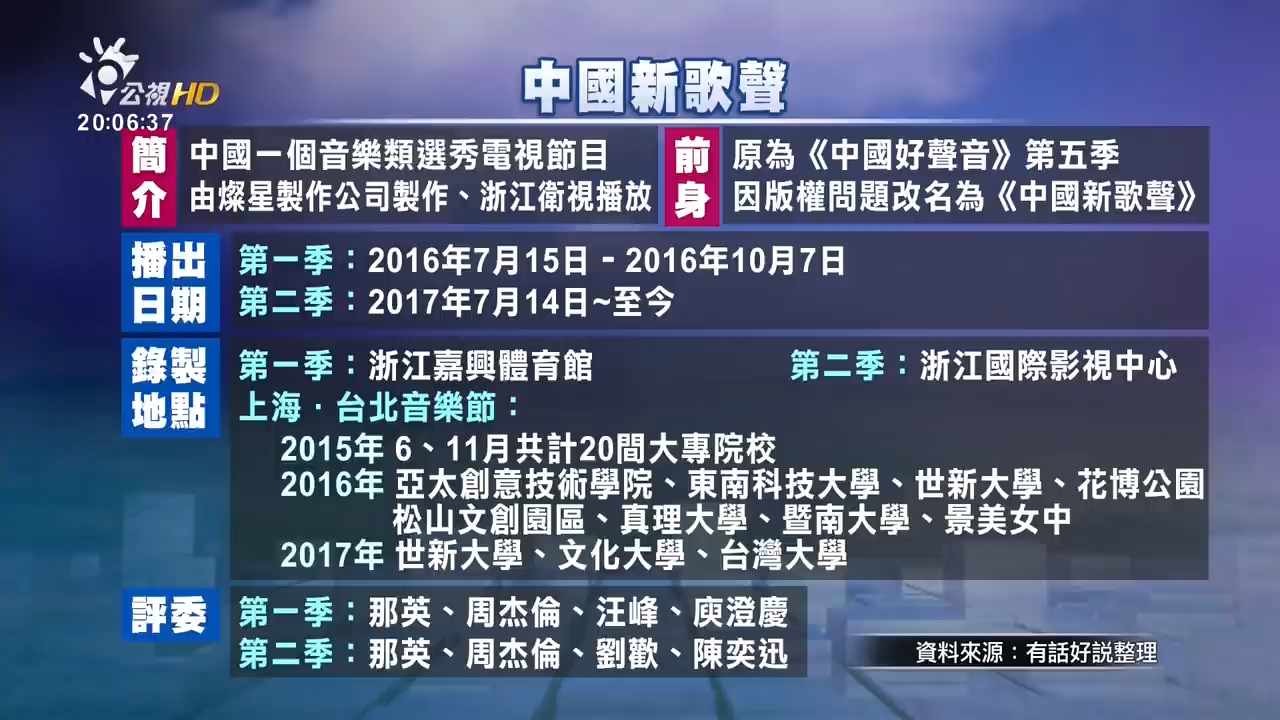 公視HD
20:06:37
中國新歌聲
簡介
中國一個音樂類選秀電視節目
由燦星製作公司製作、浙江衛視播放
前身
原為《中國好聲音》第五季
因版權問題改名為《中國新歌聲》
播出
日期
第一季：2016年7月15日－2016年10月7日
第二季：2017年7月14日~至今
錄製
地點
第一季：浙江嘉興體育館 第二季：浙江國際影視中心
上海．台北音樂節：
2015年 6、11月共計20間大專院校
2016年 亞太創意技術學院、東南科技大學、世新大學、花博公園
松山文創園區、真理大學、暨南大學、景美女中
2017年 世新大學、文化大學、台灣大學
評委
第一季：那英、周杰倫、汪峰、庾澄慶
第二季：那英、周杰倫、劉歡、陳奕迅
資料來源：有話好説整理